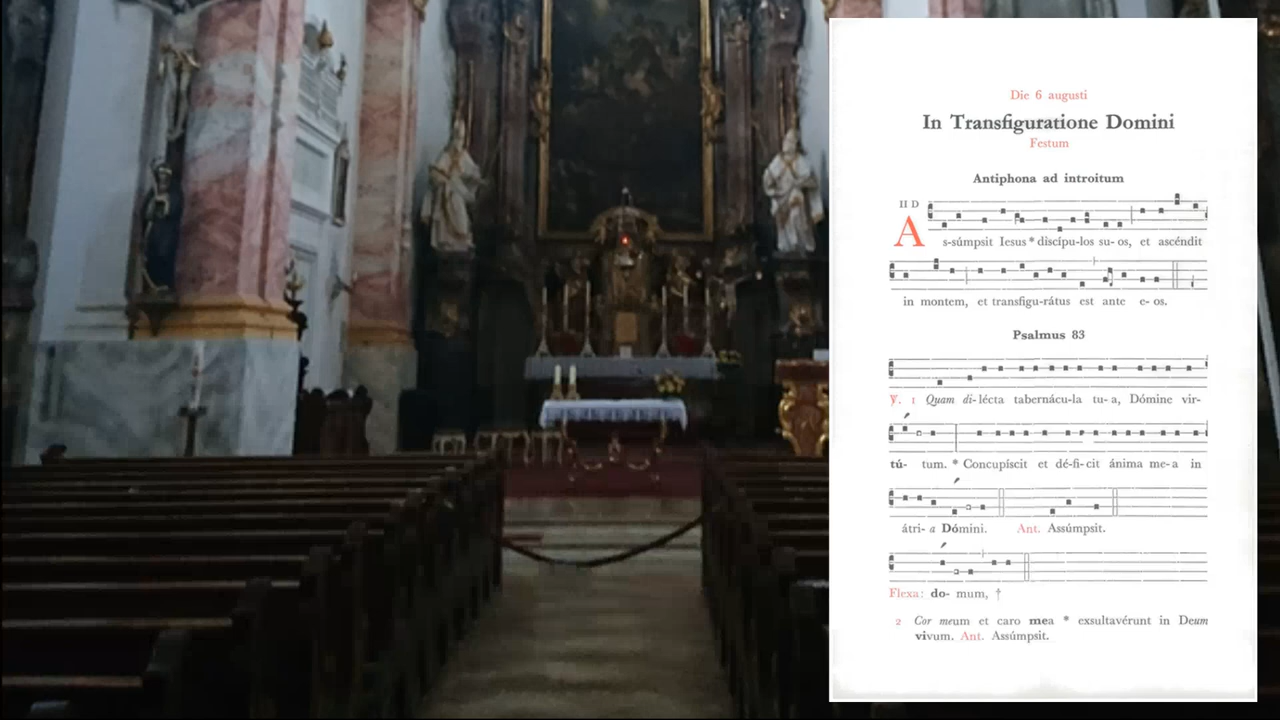 Die 6 augusti
In Transfiguratione Domini
Festum
Antiphona ad introitum
II D
A s-súmpsit Iesus * discípu-los su- os, et ascéndit
in montem, et transfigu-rátus est ante e- os.
Psalmus 83
℣. 1 Quam di- lécta tabernácu-la tu- a, Dómine vir-
tú- tum. * Concupíscit et dé-fi- cit ánima me- a in
átri- a Dómini. Ant. Assúmpsit.
Flexa: do- mum, †
2 Cor meum et caro mea * exsultavérunt in Deum
vivum. Ant. Assúmpsit.